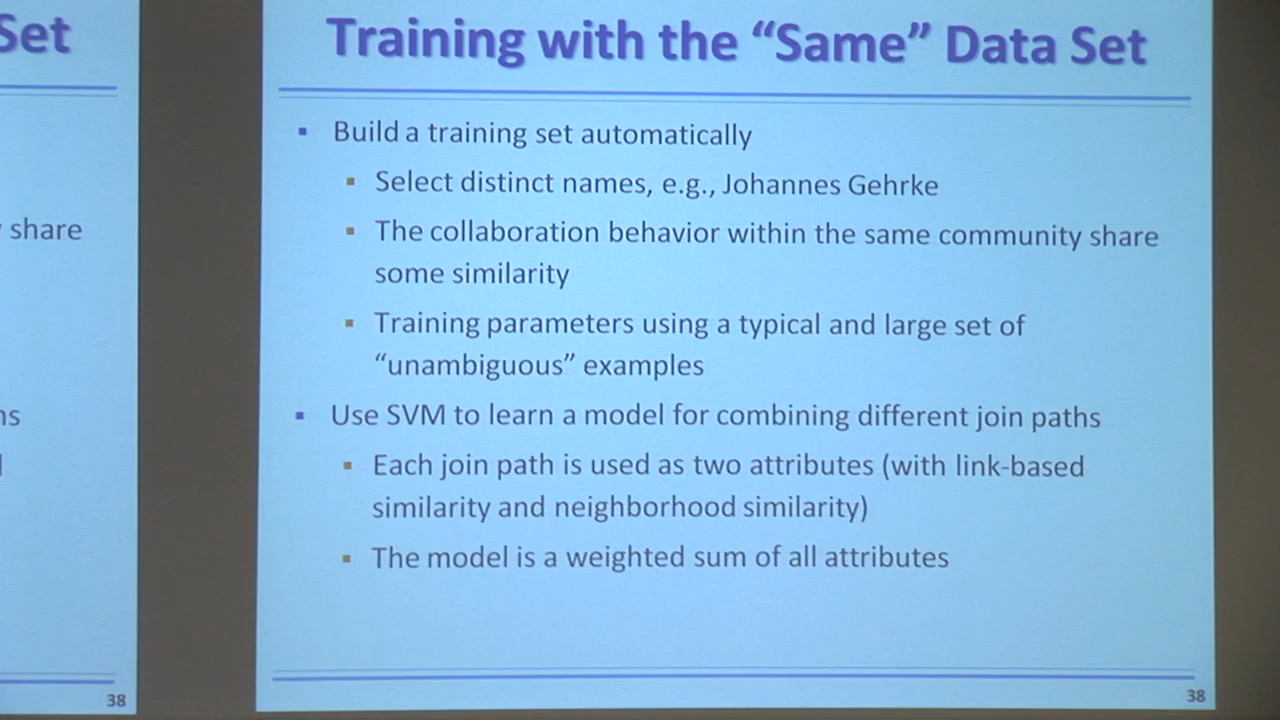 Set
share
38
Training with the “Same” Data Set
▪ Build a training set automatically
▪ Select distinct names, e.g., Johannes Gehrke
▪ The collaboration behavior within the same community share
some similarity
▪ Training parameters using a typical and large set of
“unambiguous” examples
▪ Use SVM to learn a model for combining different join paths
▪ Each join path is used as two attributes (with link-based
similarity and neighborhood similarity)
▪ The model is a weighted sum of all attributes
38